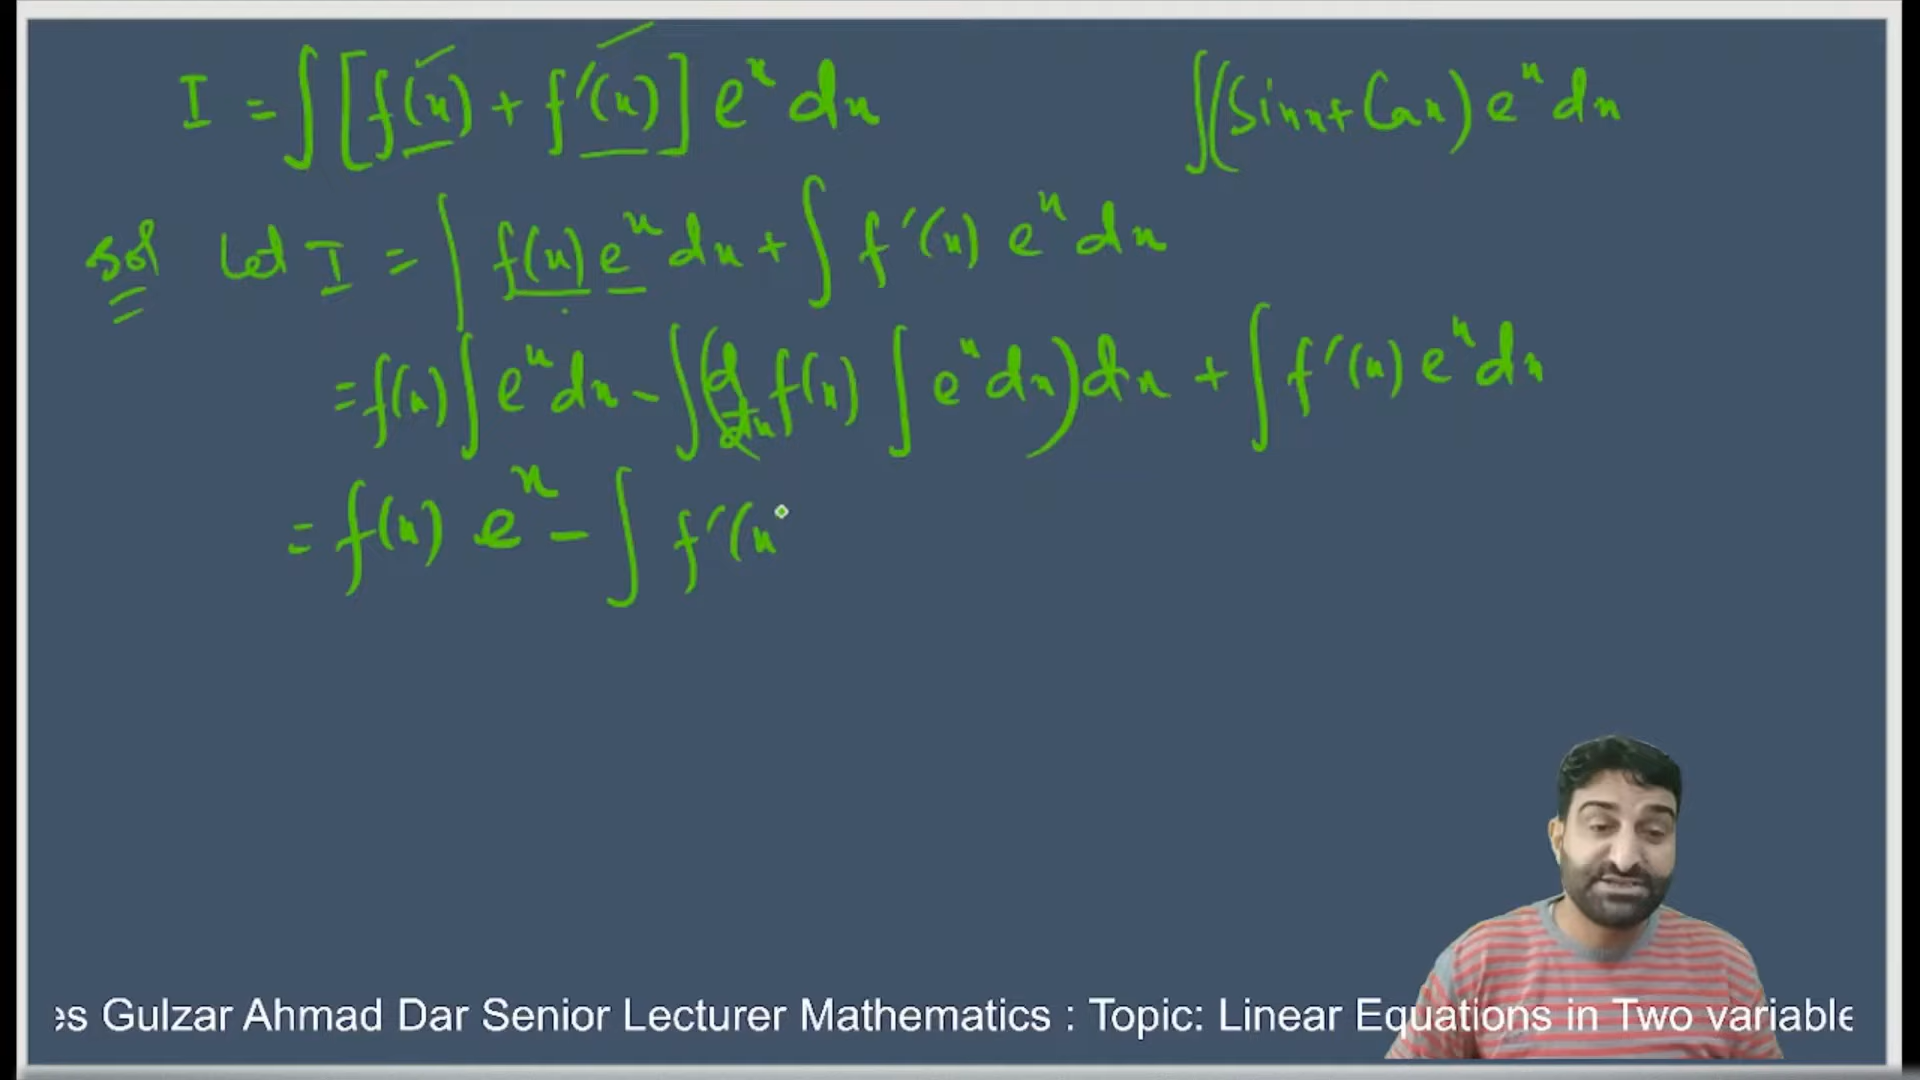 I = ∫ [f(x) + f'(x)] eˣ dx
∫(Sinx + Cosx) eˣ dx
Sol Let I = ∫ f(x) eˣ dx + ∫ f'(x) eˣ dx
= f(x) ∫ eˣ dx - ∫ (d/dx f(x) ∫ eˣ dx) dx + ∫ f'(x) eˣ dx
= f(x) eˣ - ∫ f'(x
es Gulzar Ahmad Dar Senior Lecturer Mathematics : Topic: Linear Equations in Two variable